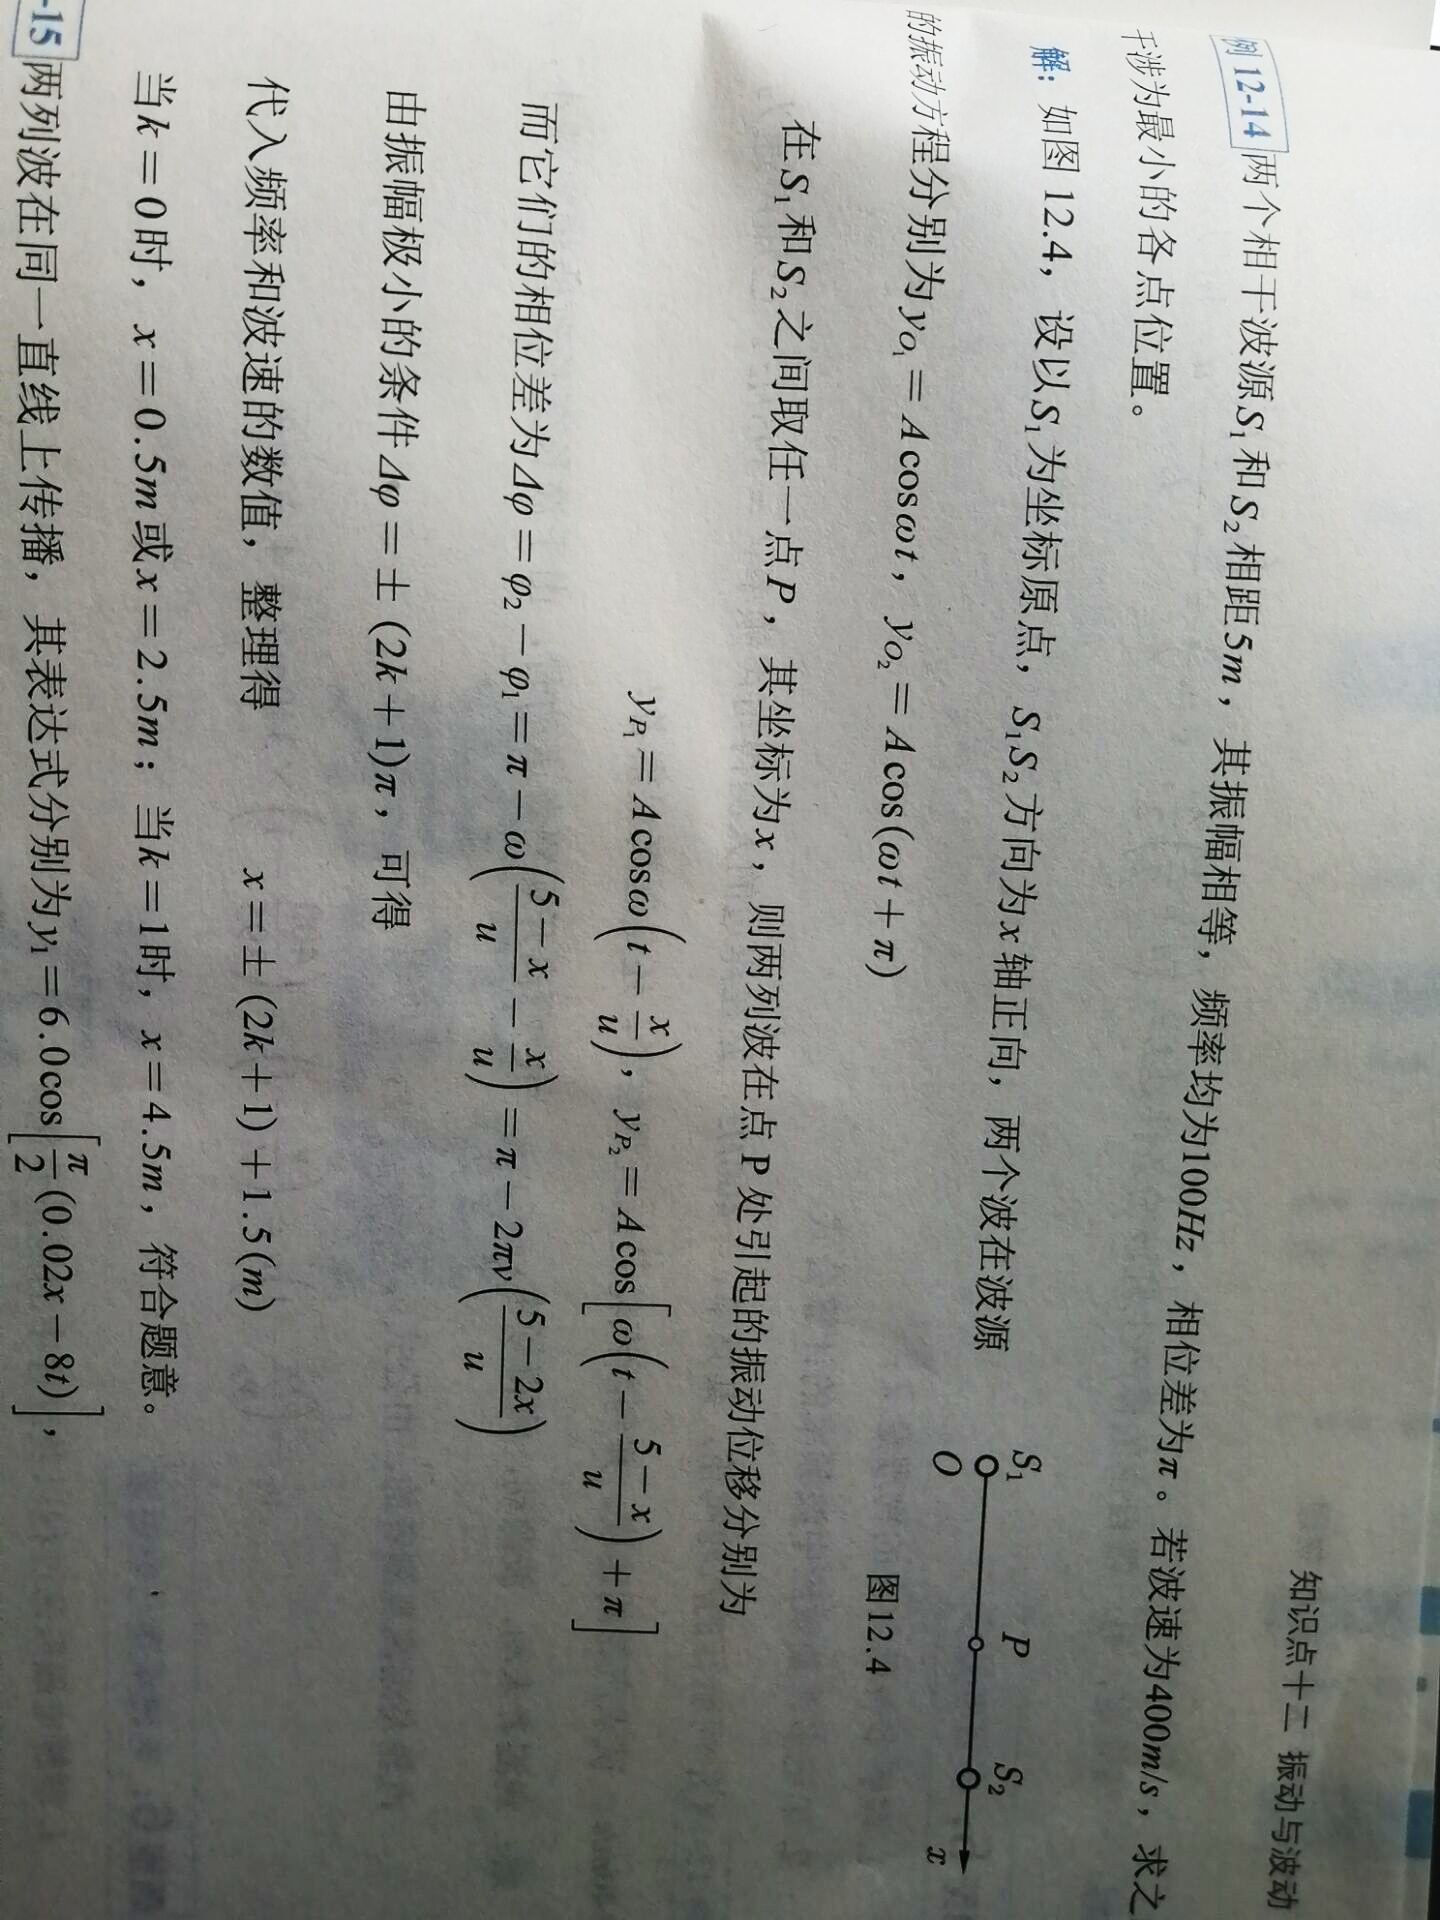 知识点十二 振动与波动
例 12-14 两个相干波源S₁和S₂相距5m，其振幅相等，频率均为100Hz，相位差为π。若波速为400m/s，求之
干涉为最小的各点位置。
解：如图 12.4，设以S₁为坐标原点，S₁S₂方向为x轴正向，两个波在波源
的振动方程分别为y_{O₁}=Acosωt，y_{O₂}=Acos(ωt+π)
S₁ P S₂
O x
图12.4
在S₁和S₂之间取任一点P，其坐标为x，则两列波在点P处引起的振动位移分别为
y_{P₁}=Acosω(t-x/u)，y_{P₂}=Acos[ω(t-(5-x)/u)+π]
而它们的相位差为Δφ=φ₂-φ₁=π-ω((5-x)/u-x/u)=π-2πν((5-2x)/u)
由振幅极小的条件Δφ=±(2k+1)π，可得
代入频率和波速的数值，整理得 x=±(2k+1)+1.5(m)
当k=0时，x=0.5m或x=2.5m；当k=1时，x=4.5m，符合题意。
-15 两列波在同一直线上传播，其表达式分别为y₁=6.0cos[π/2(0.02x-8t)]，